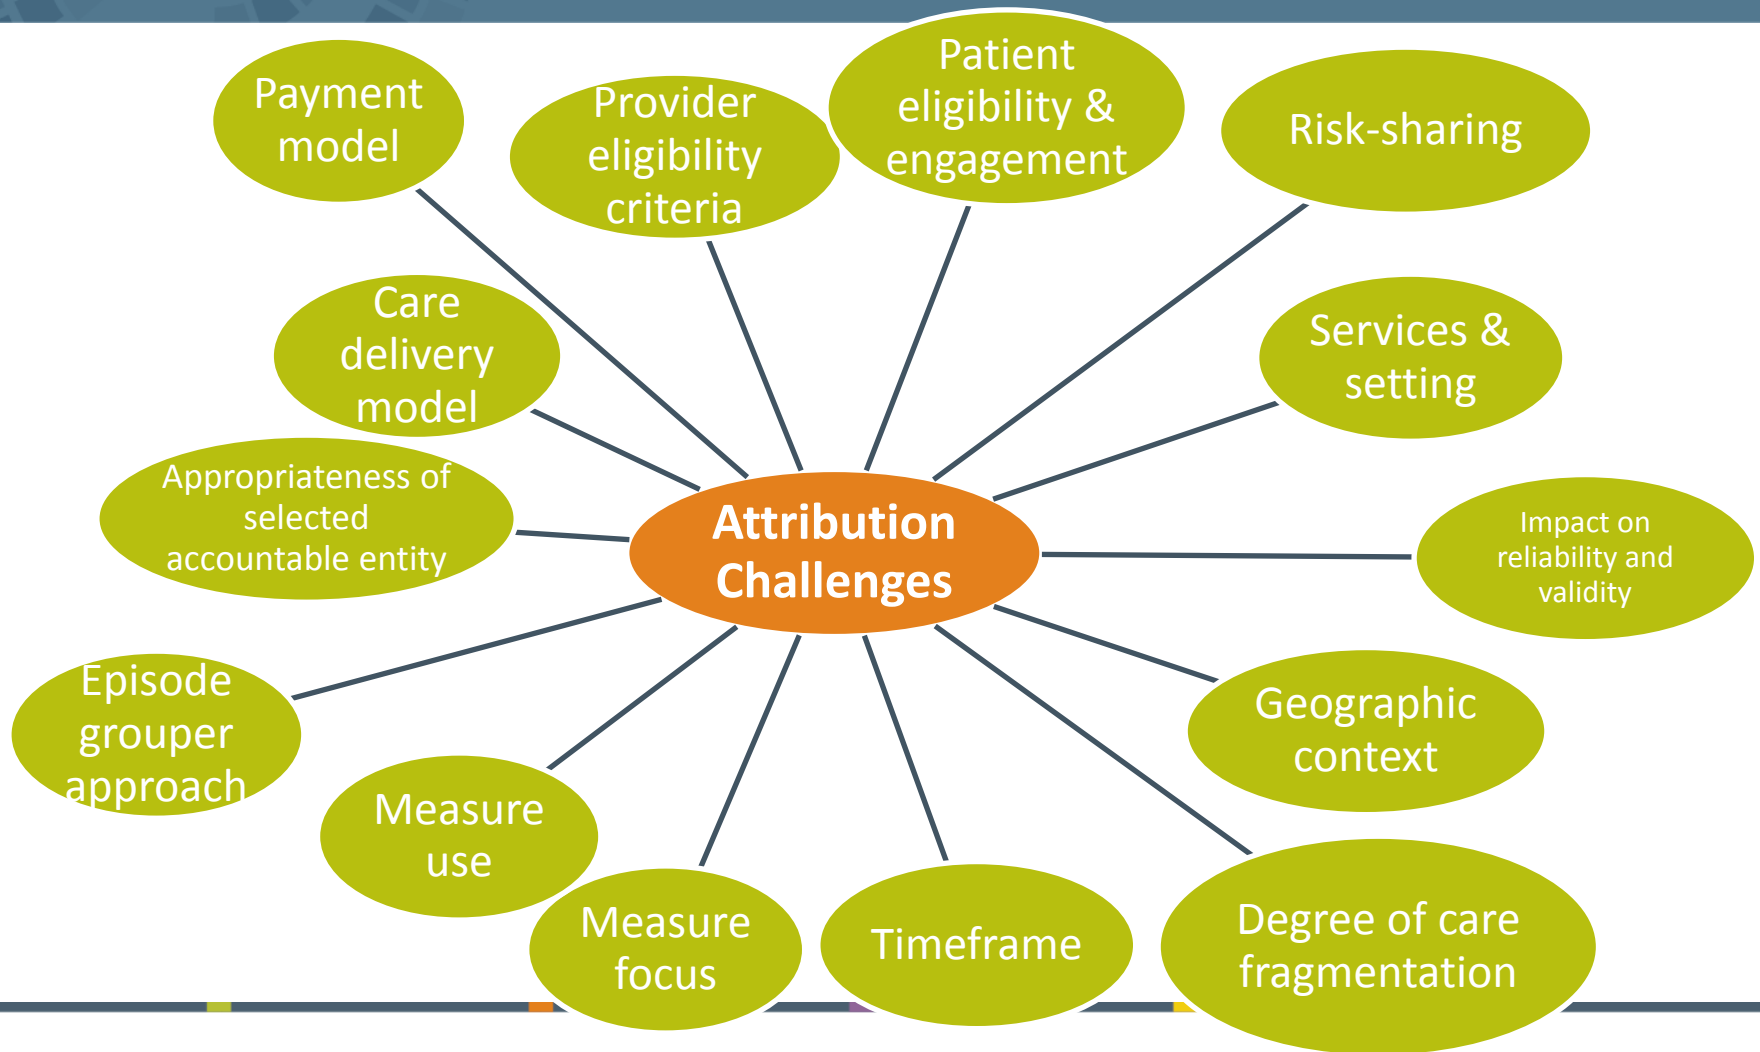 Payment
model
Provider
eligibility
criteria
Patient
eligibility &
engagement
Risk-sharing
Care
delivery
model
Services &
setting
Appropriateness of
selected
accountable entity
Attribution
Challenges
Impact on
reliability and
validity
Episode
grouper
approach
Geographic
context
Measure
use
Measure
focus
Timeframe
Degree of care
fragmentation